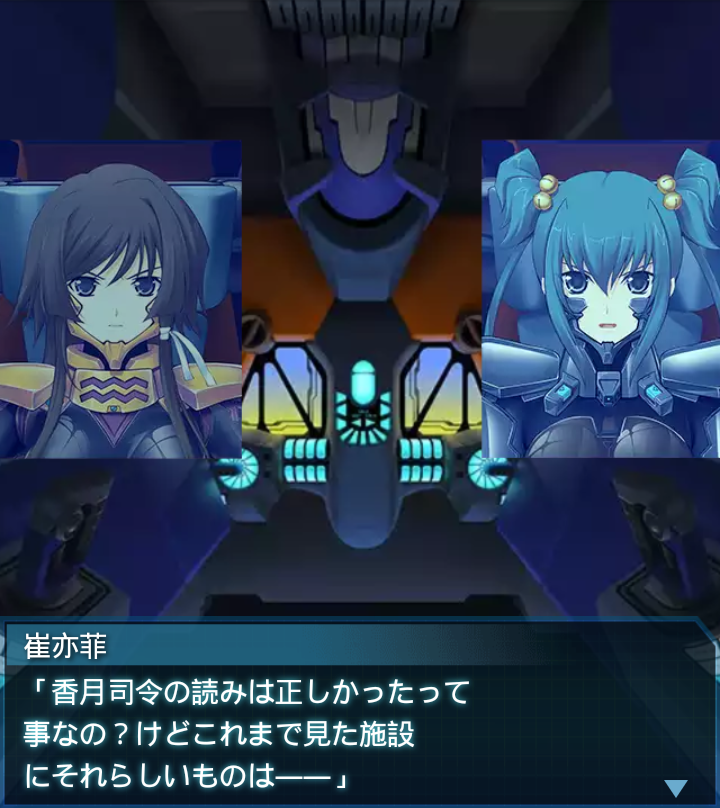 崔亦菲
「香月司令の読みは正しかったって
事なの？けどこれまで見た施設
にそれらしいものは――」